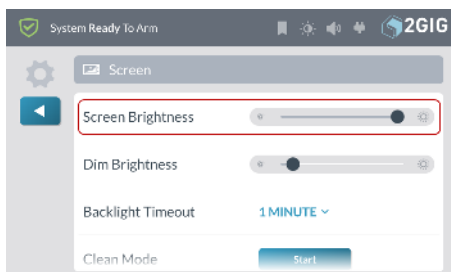 System Ready To Arm
2GIG
Screen
Screen Brightness
Dim Brightness
Backlight Timeout 1 MINUTE
Clean Mode Start